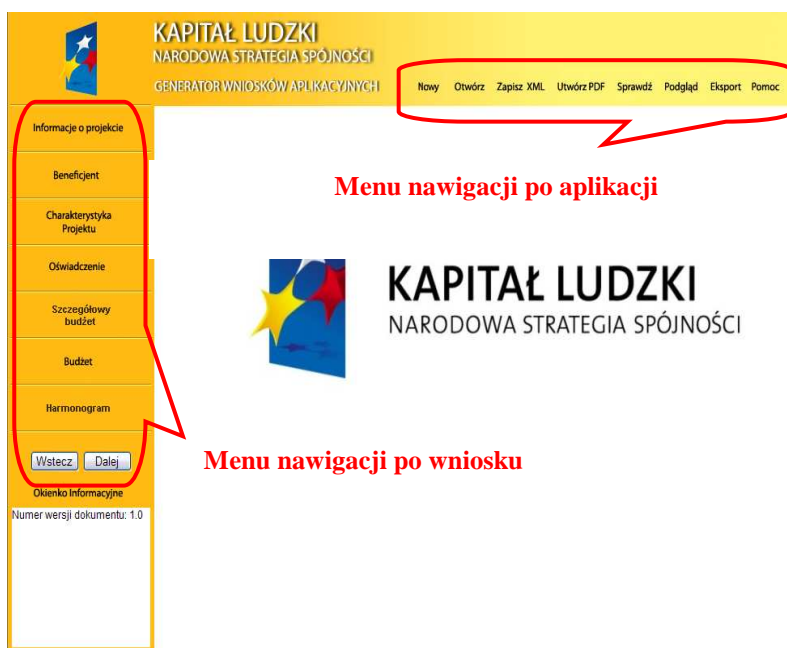 KAPITAŁ LUDZKI
NARODOWA STRATEGIA SPÓJNOŚCI
GENERATOR WNIOSKÓW APLIKACYJNYCH
Nowy Otwórz Zapisz XML Utwórz PDF Sprawdź Podgląd Eksport Pomoc
Informacje o projekcie
Beneficjent
Charakterystyka
Projektu
Oświadczenie
Szczegółowy
budżet
Budżet
Harmonogram
Wstecz Dalej
Okienko Informacyjne
Numer wersji dokumentu: 1.0
Menu nawigacji po aplikacji
KAPITAŁ LUDZKI
NARODOWA STRATEGIA SPÓJNOŚCI
Menu nawigacji po wniosku